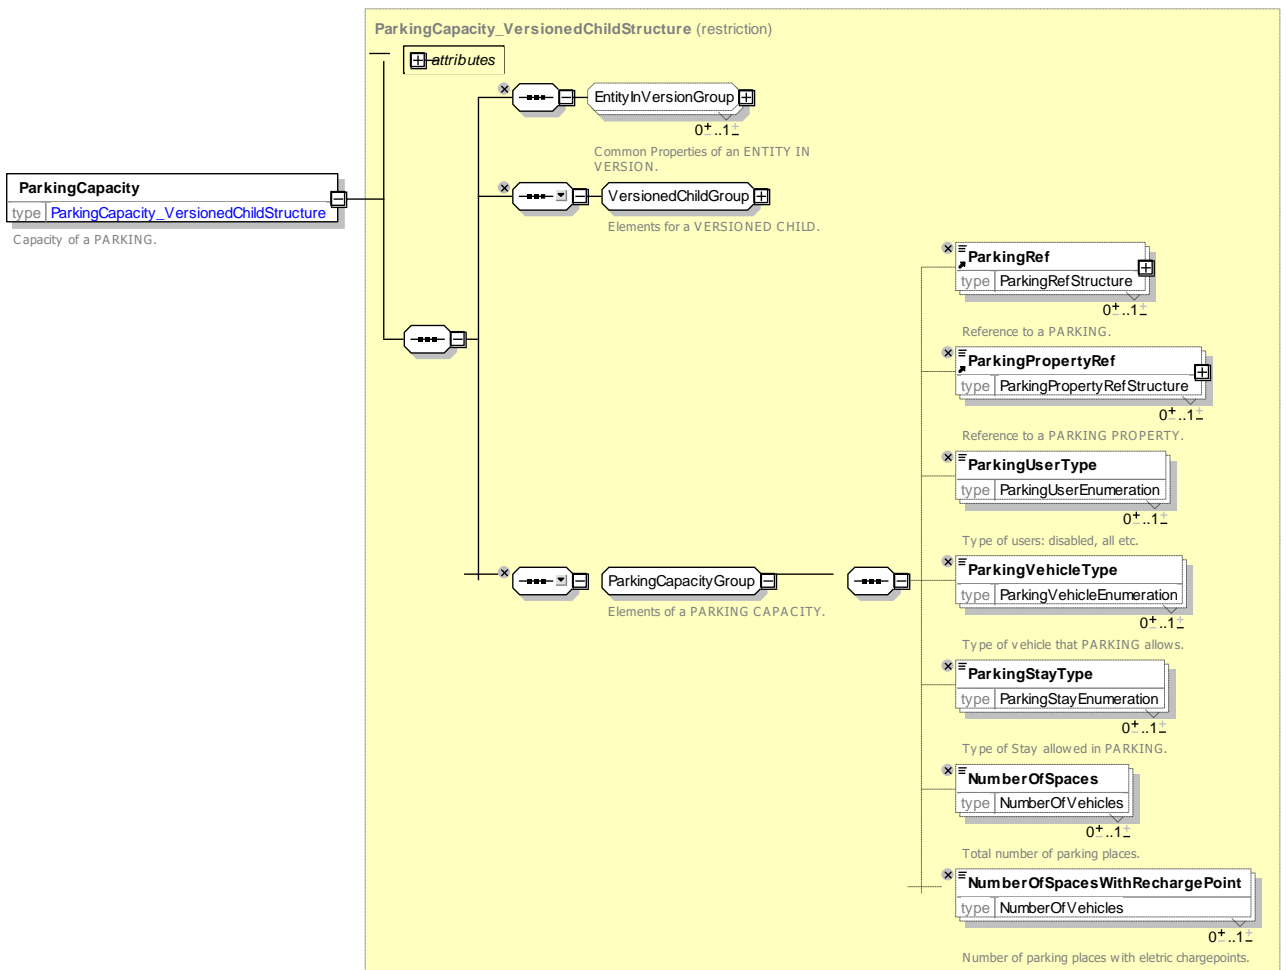 ParkingCapacity_VersionedChildStructure (restriction)
attributes
EntityInVersionGroup
0..1
Common Properties of an ENTITY IN
VERSION.
ParkingCapacity
type ParkingCapacity_VersionedChildStructure
Capacity of a PARKING.
VersionedChildGroup
Elements for a VERSIONED CHILD.
ParkingRef
type ParkingRefStructure
0..1
Reference to a PARKING.
ParkingPropertyRef
type ParkingPropertyRefStructure
0..1
Reference to a PARKING PROPERTY.
ParkingUserType
type ParkingUserEnumeration
0..1
Type of users: disabled, all etc.
ParkingCapacityGroup
Elements of a PARKING CAPACITY.
ParkingVehicleType
type ParkingVehicleEnumeration
0..1
Type of vehicle that PARKING allows.
ParkingStayType
type ParkingStayEnumeration
0..1
Type of Stay allowed in PARKING.
NumberOfSpaces
type NumberOfVehicles
0..1
Total number of parking places.
NumberOfSpacesWithRechargePoint
type NumberOfVehicles
0..1
Number of parking places with eletric chargepoints.